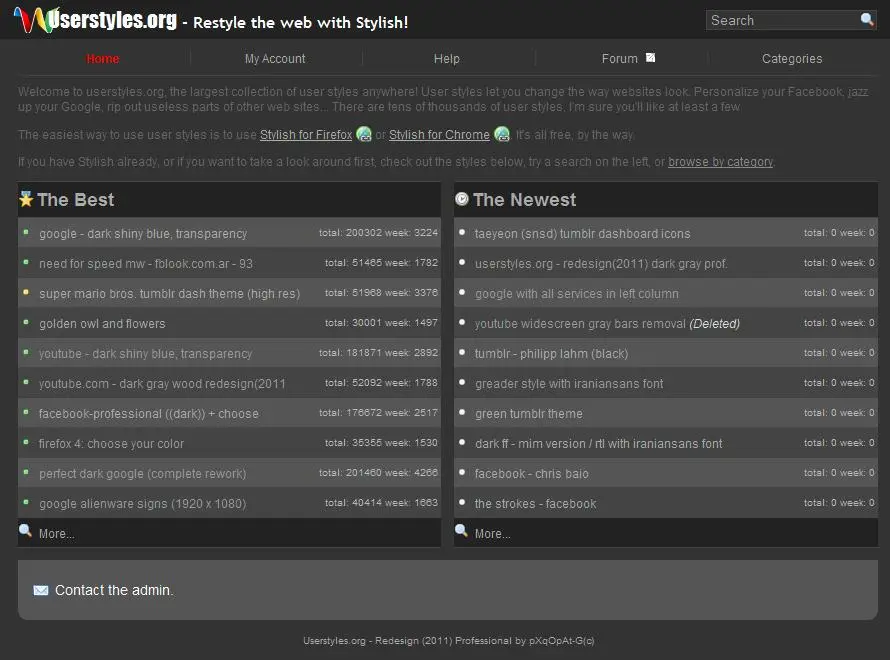 Userstyles.org - Restyle the web with Stylish!
Search
Home My Account Help Forum Categories
Welcome to userstyles.org, the largest collection of user styles anywhere! User styles let you change the way websites look. Personalize your Facebook, jazz
up your Google, rip out useless parts of other web sites... There are tens of thousands of user styles. I'm sure you'll like at least a few
The easiest way to use user styles is to use Stylish for Firefox or Stylish for Chrome. It's all free, by the way.
If you have Stylish already, or if you want to take a look around first, check out the styles below, try a search on the left, or browse by category.
The Best
google - dark shiny blue, transparency total: 200302 week: 3224
need for speed mw - fblook.com.ar - 93 total: 51465 week: 1782
super mario bros. tumblr dash theme (high res) total: 51968 week: 3376
golden owl and flowers total: 30001 week: 1497
youtube - dark shiny blue, transparency total: 181871 week: 2892
youtube.com - dark gray wood redesign(2011 total: 52092 week: 1788
facebook-professional ((dark)) + choose total: 176672 week: 2517
firefox 4: choose your color total: 35355 week: 1530
perfect dark google (complete rework) total: 201460 week: 4266
google alienware signs (1920 x 1080) total: 40414 week: 1663
More...
The Newest
taeyeon (snsd) tumblr dashboard icons total: 0 week: 0
userstyles.org - redesign(2011) dark gray prof. total: 0 week: 0
google with all services in left column total: 0 week: 0
youtube widescreen gray bars removal (Deleted) total: 0 week: 0
tumblr - philipp lahm (black) total: 0 week: 0
greader style with iraniansans font total: 0 week: 0
green tumblr theme total: 0 week: 0
dark ff - mim version / rtl with iraniansans font total: 0 week: 0
facebook - chris baio total: 0 week: 0
the strokes - facebook total: 0 week: 0
More...
Contact the admin.
Userstyles.org - Redesign (2011) Professional by pXqOpAt-G(c)